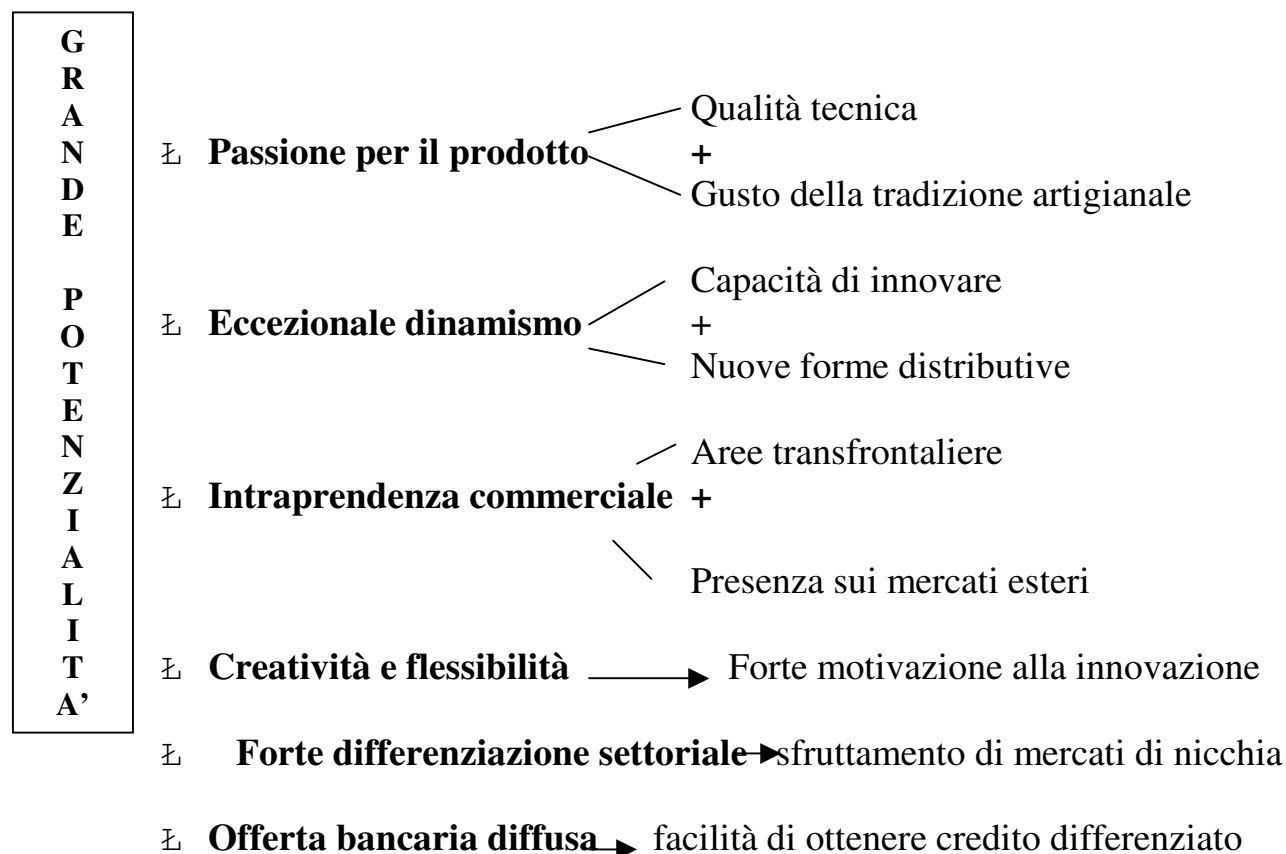 G
R
A
N
D
E
P
O
T
E
N
Z
I
A
L
I
T
A’
Qualità tecnica
Ł Passione per il prodotto +
Gusto della tradizione artigianale
Capacità di innovare
Ł Eccezionale dinamismo +
Nuove forme distributive
Aree transfrontaliere
Ł Intraprendenza commerciale +
Presenza sui mercati esteri
Ł Creatività e flessibilità Forte motivazione alla innovazione
Ł Forte differenziazione settoriale sfruttamento di mercati di nicchia
Ł Offerta bancaria diffusa facilità di ottenere credito differenziato